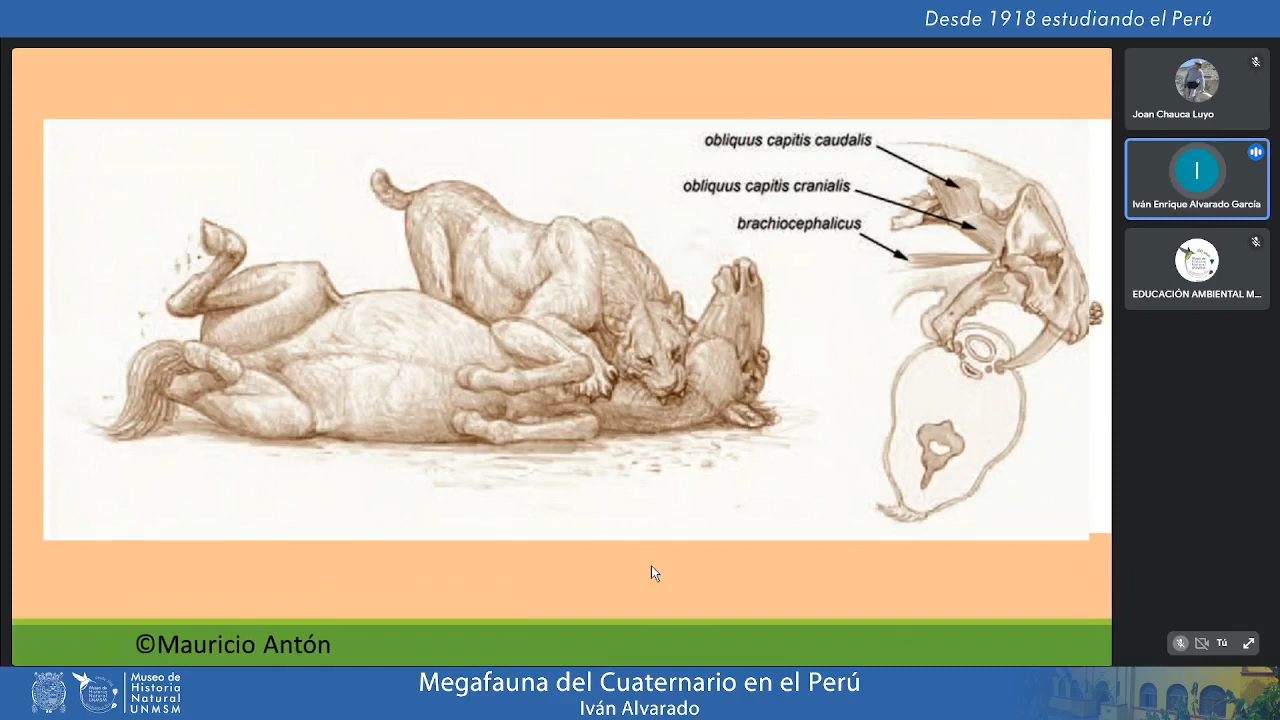 Desde 1918 estudiando el Perú
obliquus capitis caudalis
obliquus capitis cranialis
brachiocephalicus
Joan Chauca Luyo
I
Iván Enrique Alvarado García
EDUCACIÓN AMBIENTAL M...
©Mauricio Antón
Tú
Museo de
Historia
Natural
UNMSM
Megafauna del Cuaternario en el Perú
Iván Alvarado